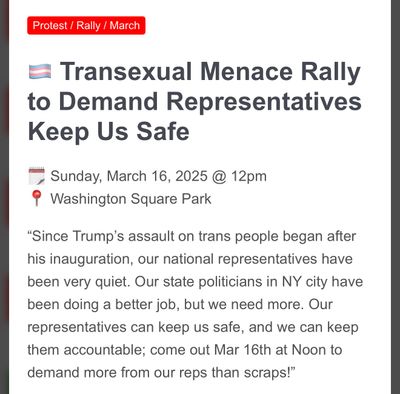 Protest / Rally / March
Transexual Menace Rally
to Demand Representatives
Keep Us Safe
Sunday, March 16, 2025 @ 12pm
Washington Square Park
“Since Trump’s assault on trans people began after
his inauguration, our national representatives have
been very quiet. Our state politicians in NY city have
been doing a better job, but we need more. Our
representatives can keep us safe, and we can keep
them accountable; come out Mar 16th at Noon to
demand more from our reps than scraps!”